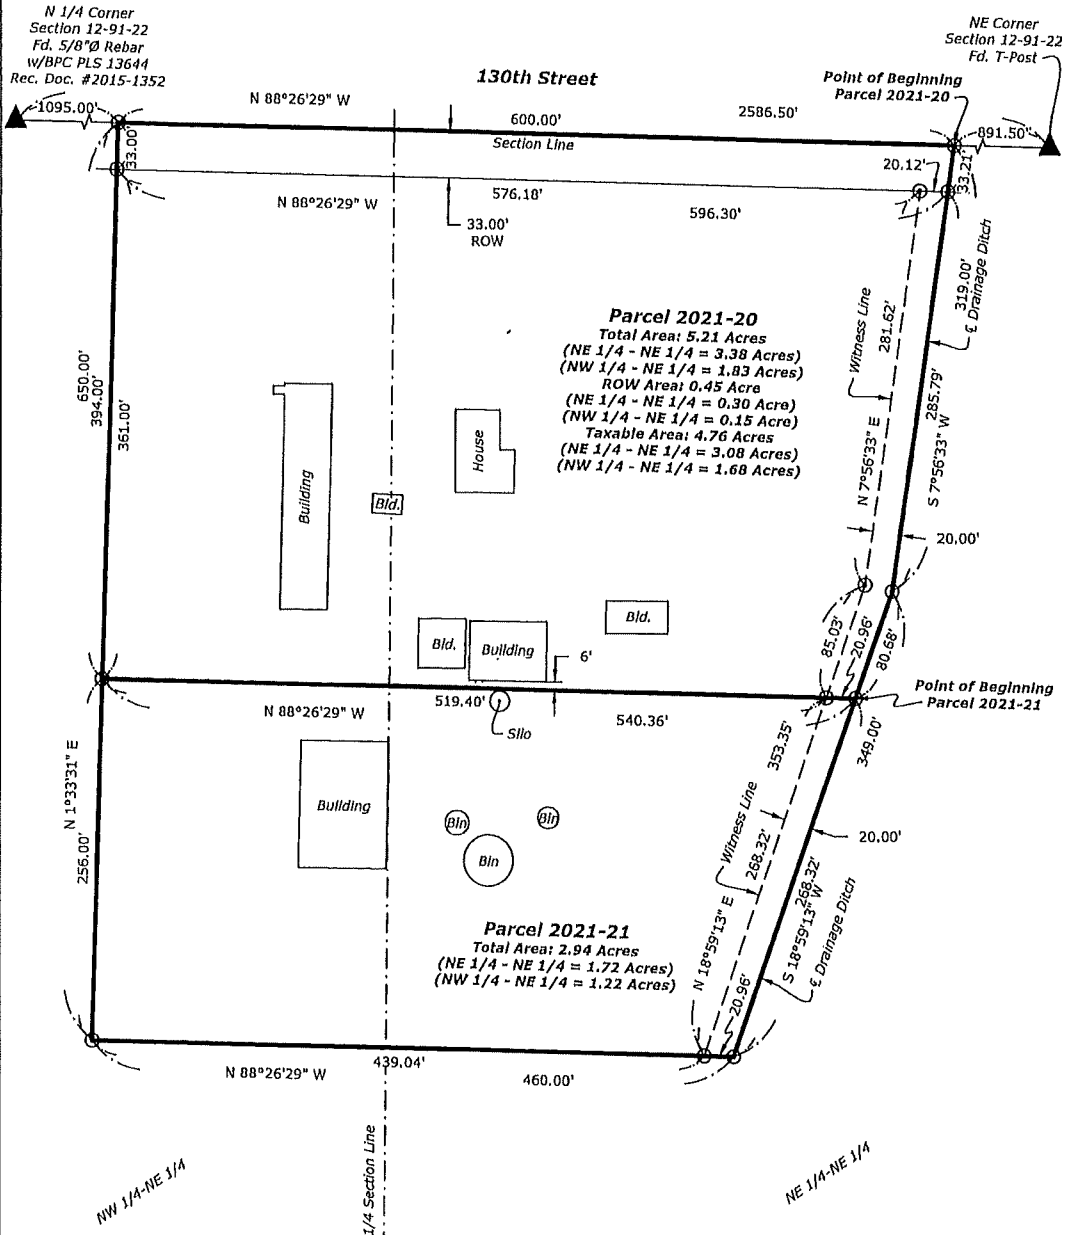 N 1/4 Corner
Section 12-91-22
Fd. 5/8"Ø Rebar
w/BPC PLS 13644
Rec. Doc. #2015-1352
NE Corner
Section 12-91-22
Fd. T-Post
130th Street
Point of Beginning
Parcel 2021-20
1095.00'
N 88°26'29" W
600.00'
2586.50'
891.50'
Section Line
33.00'
20.12'
33.21'
N 88°26'29" W
576.18'
596.30'
33.00'
ROW
319.00'
℄ Drainage Ditch
Witness Line
281.62'
Parcel 2021-20
Total Area: 5.21 Acres
(NE 1/4 - NE 1/4 = 3.38 Acres)
(NW 1/4 - NE 1/4 = 1.83 Acres)
ROW Area: 0.45 Acre
(NE 1/4 - NE 1/4 = 0.30 Acre)
(NW 1/4 - NE 1/4 = 0.15 Acre)
Taxable Area: 4.76 Acres
(NE 1/4 - NE 1/4 = 3.08 Acres)
(NW 1/4 - NE 1/4 = 1.68 Acres)
650.00'
394.00'
361.00'
285.79'
S 7°56'33" W
N 7°56'33" E
House
Building
Bld.
20.00'
Bld.
Bld.
Building
6'
85.03'
20.96'
80.68'
Point of Beginning
Parcel 2021-21
N 88°26'29" W
519.40'
540.36'
Silo
353.35'
349.00'
N 1°33'31" E
256.00'
Building
Bin
Bin
Bin
Witness Line
268.32'
20.00'
268.32'
S 18°59'13" W
℄ Drainage Ditch
N 18°59'13" E
20.96'
Parcel 2021-21
Total Area: 2.94 Acres
(NE 1/4 - NE 1/4 = 1.72 Acres)
(NW 1/4 - NE 1/4 = 1.22 Acres)
N 88°26'29" W
439.04'
460.00'
NW 1/4-NE 1/4
1/4 Section Line
NE 1/4-NE 1/4